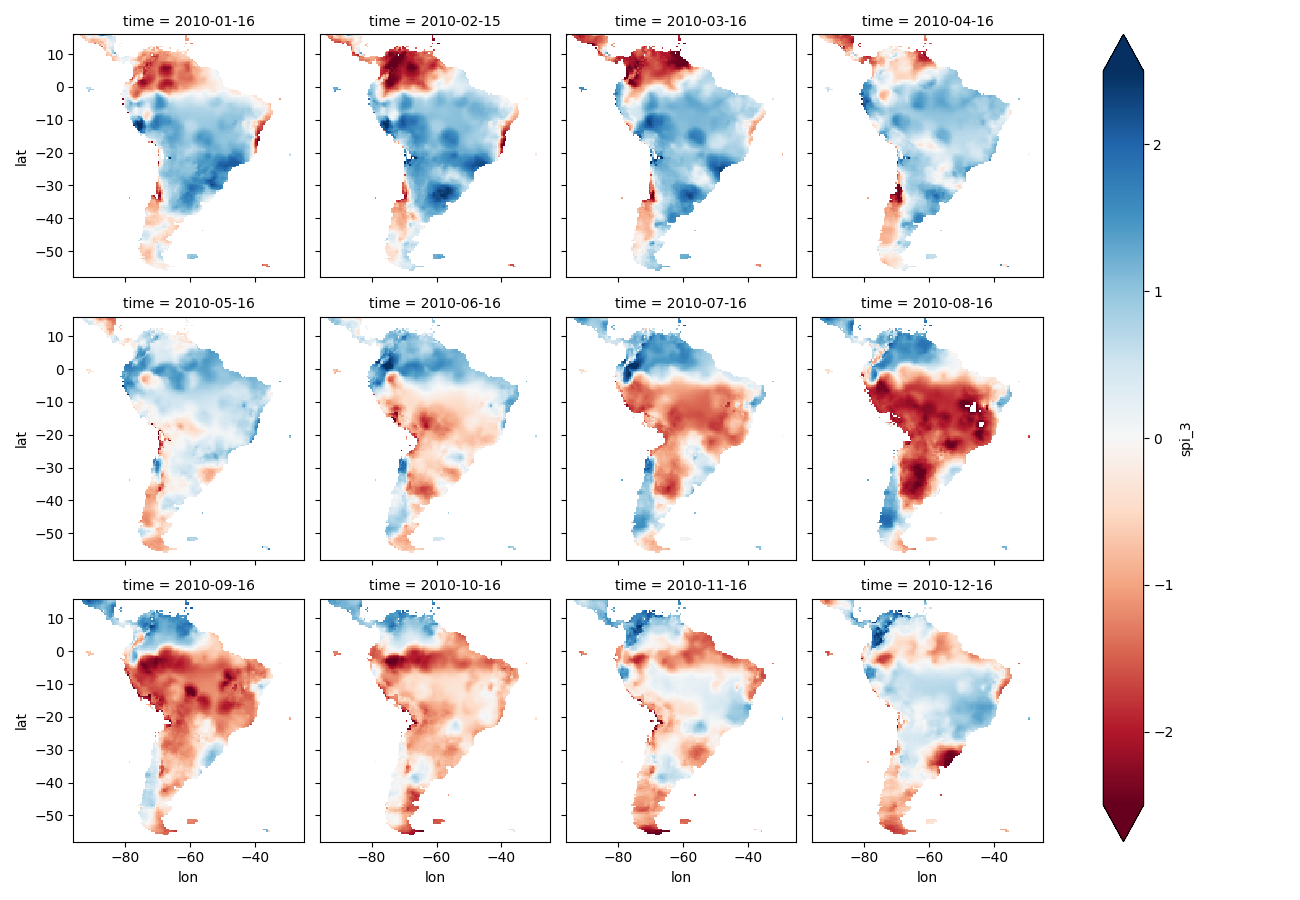 time = 2010-01-16
time = 2010-02-15
time = 2010-03-16
time = 2010-04-16
10
0
−10
−20
−30
−40
−50
lat
time = 2010-05-16
time = 2010-06-16
time = 2010-07-16
time = 2010-08-16
10
0
−10
−20
−30
−40
−50
lat
time = 2010-09-16
time = 2010-10-16
time = 2010-11-16
time = 2010-12-16
10
0
−10
−20
−30
−40
−50
lat
−80
−60
−40
lon
−80
−60
−40
lon
−80
−60
−40
lon
−80
−60
−40
lon
2
1
0
−1
−2
spi_3